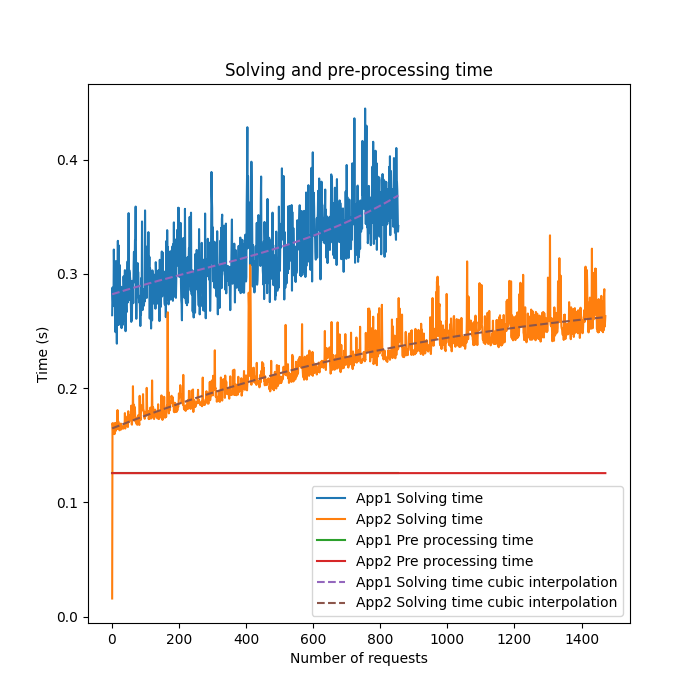 Solving and pre-processing time
Time (s)
0.4
0.3
0.2
0.1
0.0
App1 Solving time
App2 Solving time
App1 Pre processing time
App2 Pre processing time
App1 Solving time cubic interpolation
App2 Solving time cubic interpolation
0 200 400 600 800 1000 1200 1400
Number of requests